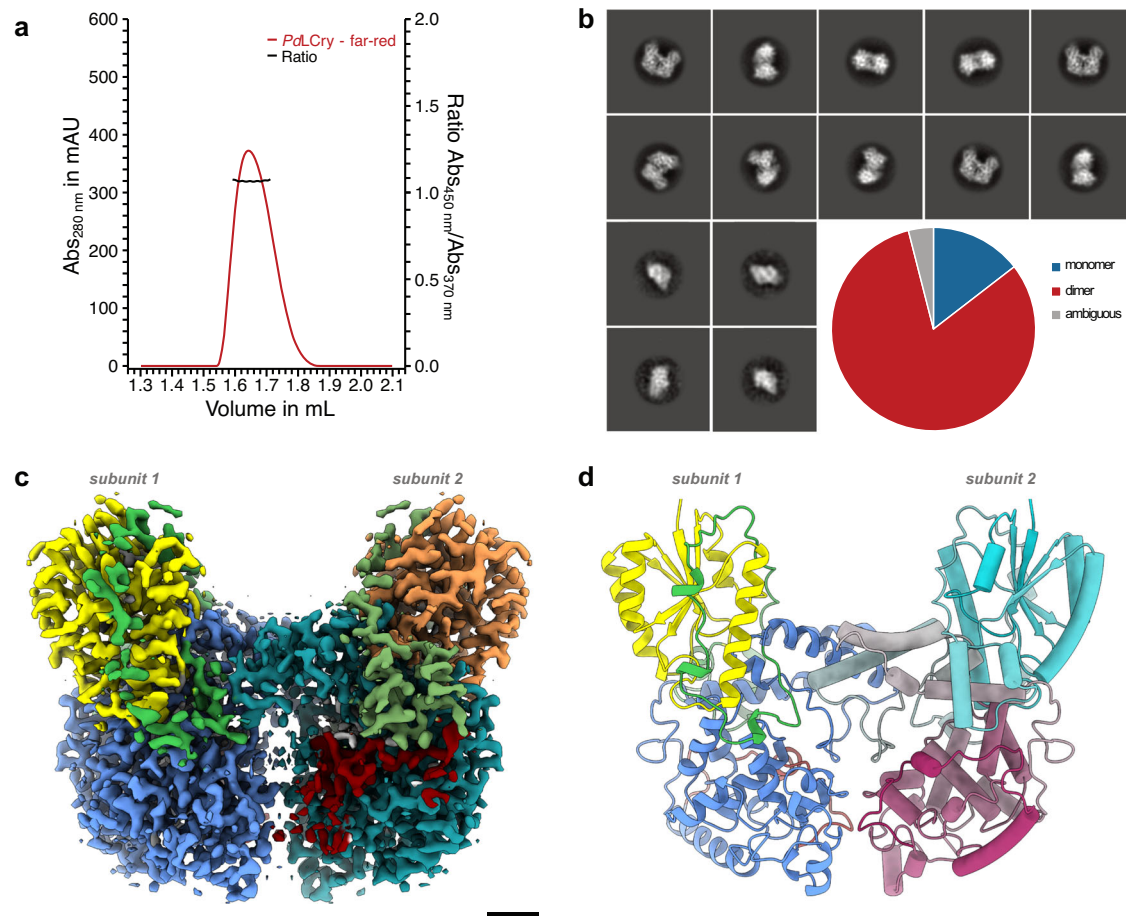 a
600
500
400
300
200
100
0
Abs280 nm in mAU
PdLCry - far-red
Ratio
2.0
1.5
1.0
0.5
0.0
Ratio Abs450 nm/Abs370 nm
1.3 1.4 1.5 1.6 1.7 1.8 1.9 2.0 2.1
Volume in mL
b
monomer
dimer
ambiguous
c
subunit 1
subunit 2
d
subunit 1
subunit 2